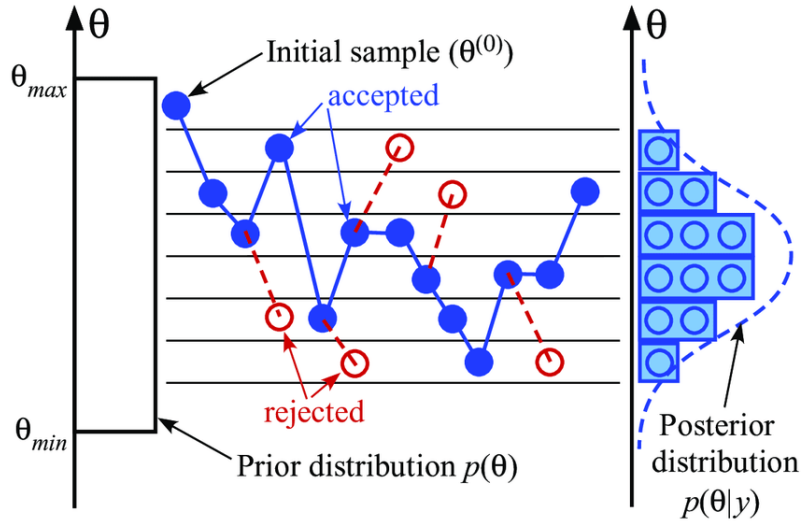 θ
θ
Initial sample (θ(0))
θmax
accepted
rejected
θmin
Prior distribution p(θ)
Posterior
distribution
p(θ|y)